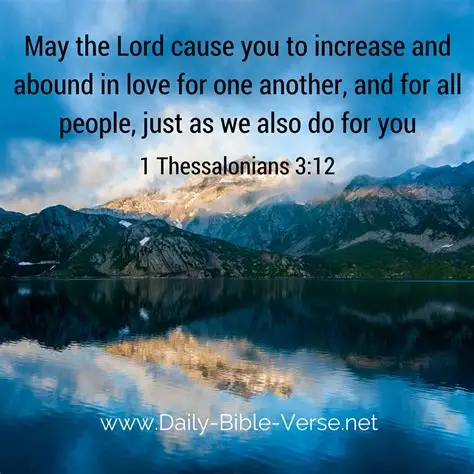 May the Lord cause you to increase and
abound in love for one another, and for all
people, just as we also do for you
1 Thessalonians 3:12
www.Daily-Bible-Verse.net